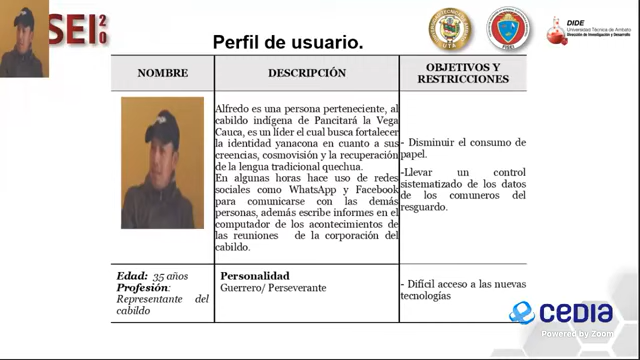 SEI 20
DIDE
Universidad Técnica de Ambato
Dirección de Investigación y Desarrollo
UTA
FISEI
Perfil de usuario.
NOMBRE
DESCRIPCIÓN
OBJETIVOS Y
RESTRICCIONES
Alfredo es una persona perteneciente, al
cabildo indígena de Pancitará la Vega
Cauca, es un líder el cual busca fortalecer
la identidad yanacona en cuanto a sus
creencias, cosmovisión y la recuperación
de la lengua tradicional quechua.
En algunas horas hace uso de redes
sociales como WhatsApp y Facebook
para comunicarse con las demás
personas, además escribe informes en el
computador de los acontecimientos de
las reuniones de la corporación del
cabildo.
- Disminuir el consumo de
papel.
-Llevar un control
sistematizado de los datos
de los comuneros del
resguardo.
Edad: 35 años
Profesión:
Representante del
cabildo
Personalidad
Guerrero/ Perseverante
- Difícil acceso a las nuevas
tecnologías
CEDIA
Powered by Zoom